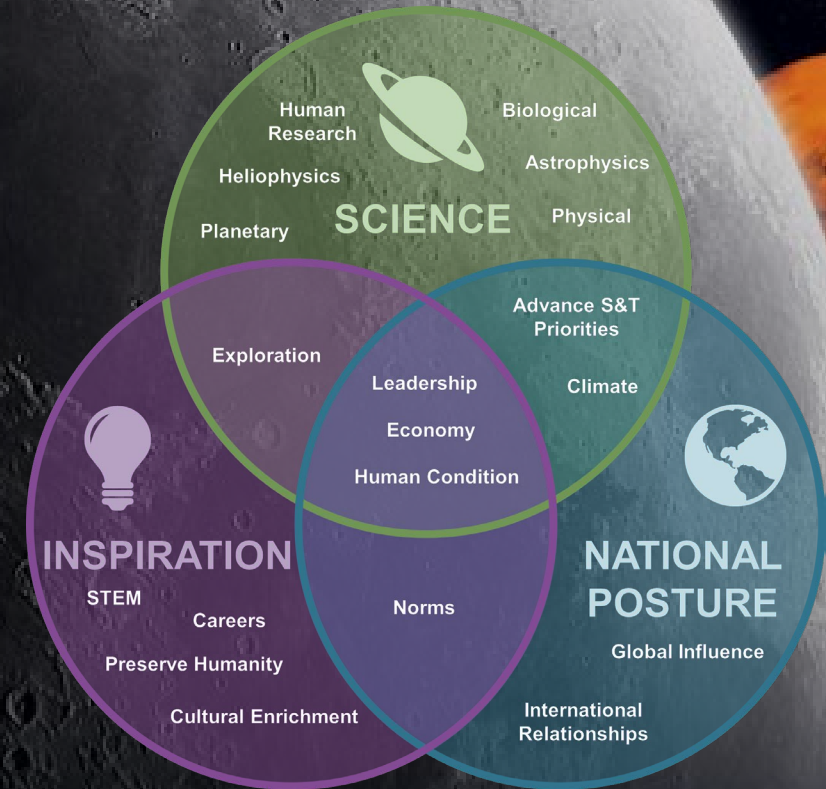 Human
Research
Biological
Heliophysics
Astrophysics
Planetary
SCIENCE
Physical
Advance S&T
Priorities
Exploration
Leadership
Climate
Economy
Human Condition
INSPIRATION
NATIONAL
POSTURE
STEM
Careers
Norms
Preserve Humanity
Global Influence
Cultural Enrichment
International
Relationships